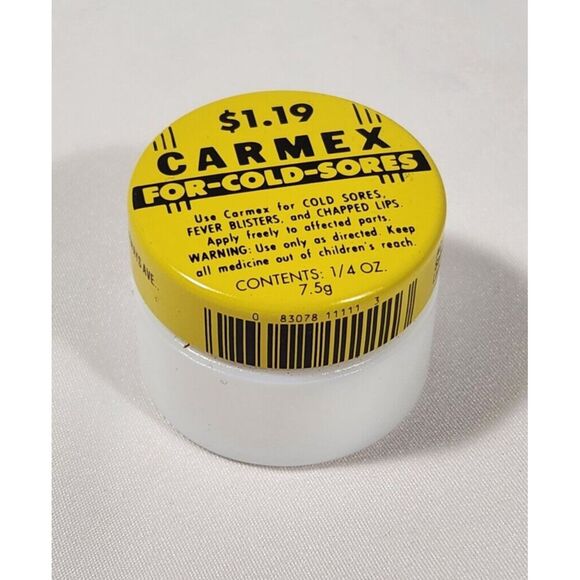 $1.19
CARMEX
FOR-COLD-SORES
Use Carmex for COLD SORES,
FEVER BLISTERS, and CHAPPED LIPS.
Apply freely to affected parts.
WARNING: Use only as directed. Keep
all medicine out of children's reach.
CONTENTS: 1/4 OZ.
7.5g
AVE.
0 83078 11111 3